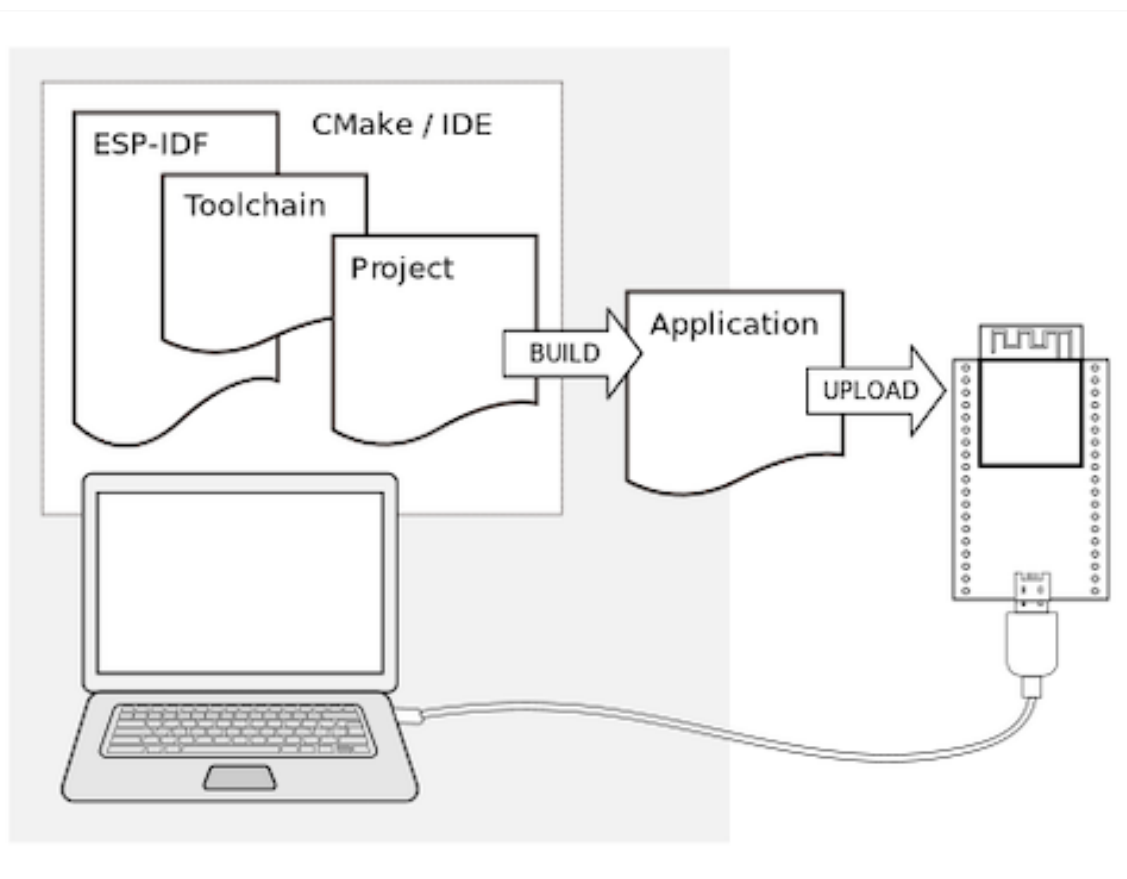 ESP-IDF
CMake / IDE
Toolchain
Project
BUILD
Application
UPLOAD